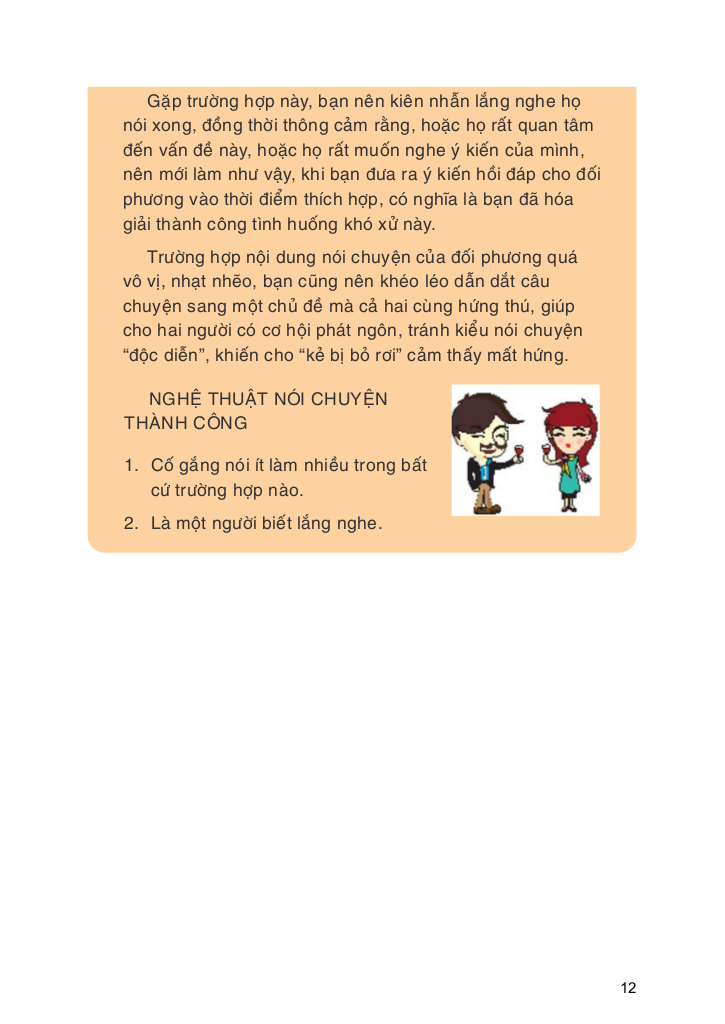 Gặp trường hợp này, bạn nên kiên nhẫn lắng nghe họ
nói xong, đồng thời thông cảm rằng, hoặc họ rất quan tâm
đến vấn đề này, hoặc họ rất muốn nghe ý kiến của mình,
nên mới làm như vậy, khi bạn đưa ra ý kiến hồi đáp cho đối
phương vào thời điểm thích hợp, có nghĩa là bạn đã hóa
giải thành công tình huống khó xử này.
Trường hợp nội dung nói chuyện của đối phương quá
vô vị, nhạt nhẽo, bạn cũng nên khéo léo dẫn dắt câu
chuyện sang một chủ đề mà cả hai cùng hứng thú, giúp
cho hai người có cơ hội phát ngôn, tránh kiểu nói chuyện
“độc diễn”, khiến cho “kẻ bị bỏ rơi” cảm thấy mất hứng.
NGHỆ THUẬT NÓI CHUYỆN
THÀNH CÔNG
1. Cố gắng nói ít làm nhiều trong bất
cứ trường hợp nào.
2. Là một người biết lắng nghe.
12